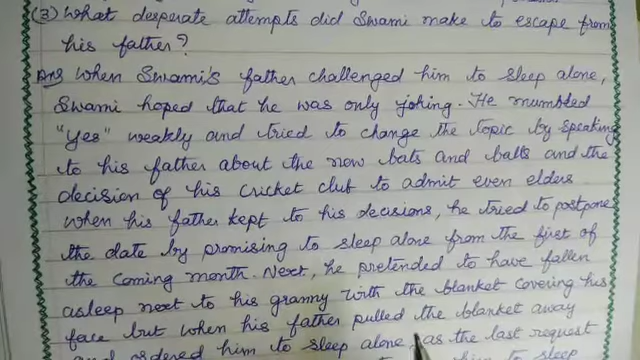 (3) What desperate attempts did Swami make to escape from
his father?
Ans When Swami's father challenged him to sleep alone,
Swami hoped that he was only joking. He mumbled
"Yes" weakly and tried to change the topic by speaking
to his father about the new bats and balls and the
decision of his cricket club to admit even elders
when his father kept to his decisions, he tried to postpone
the date by promising to sleep alone from the first of
the coming month. Next, he pretended to have fallen
asleep next to his granny with the blanket covering his
face but when his father pulled the blanket away
and ordered him to sleep alone as the last request
him to sleep